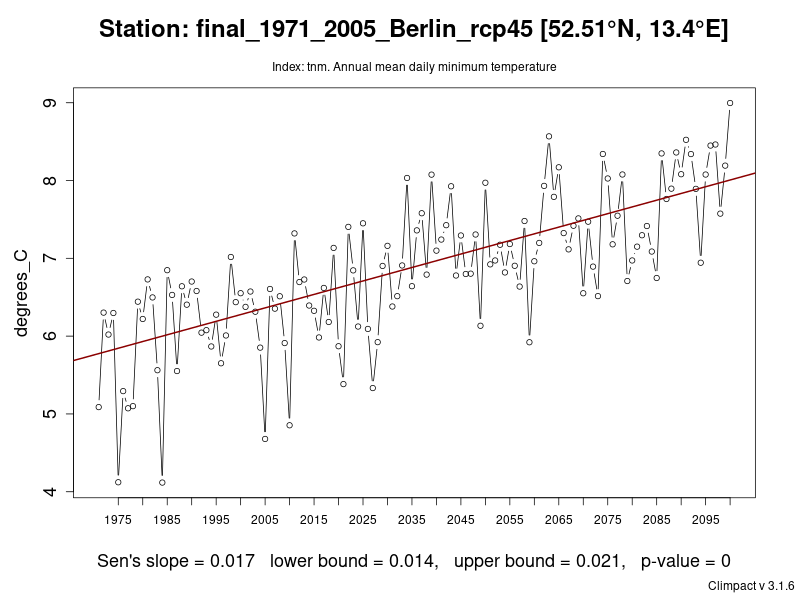 Station: final_1971_2005_Berlin_rcp45 [52.51°N, 13.4°E]
Index: tnm. Annual mean daily minimum temperature
9
8
7
6
5
4
degrees_C
1975 1985 1995 2005 2015 2025 2035 2045 2055 2065 2075 2085 2095
Sen's slope = 0.017 lower bound = 0.014, upper bound = 0.021, p-value = 0
Climpact v 3.1.6